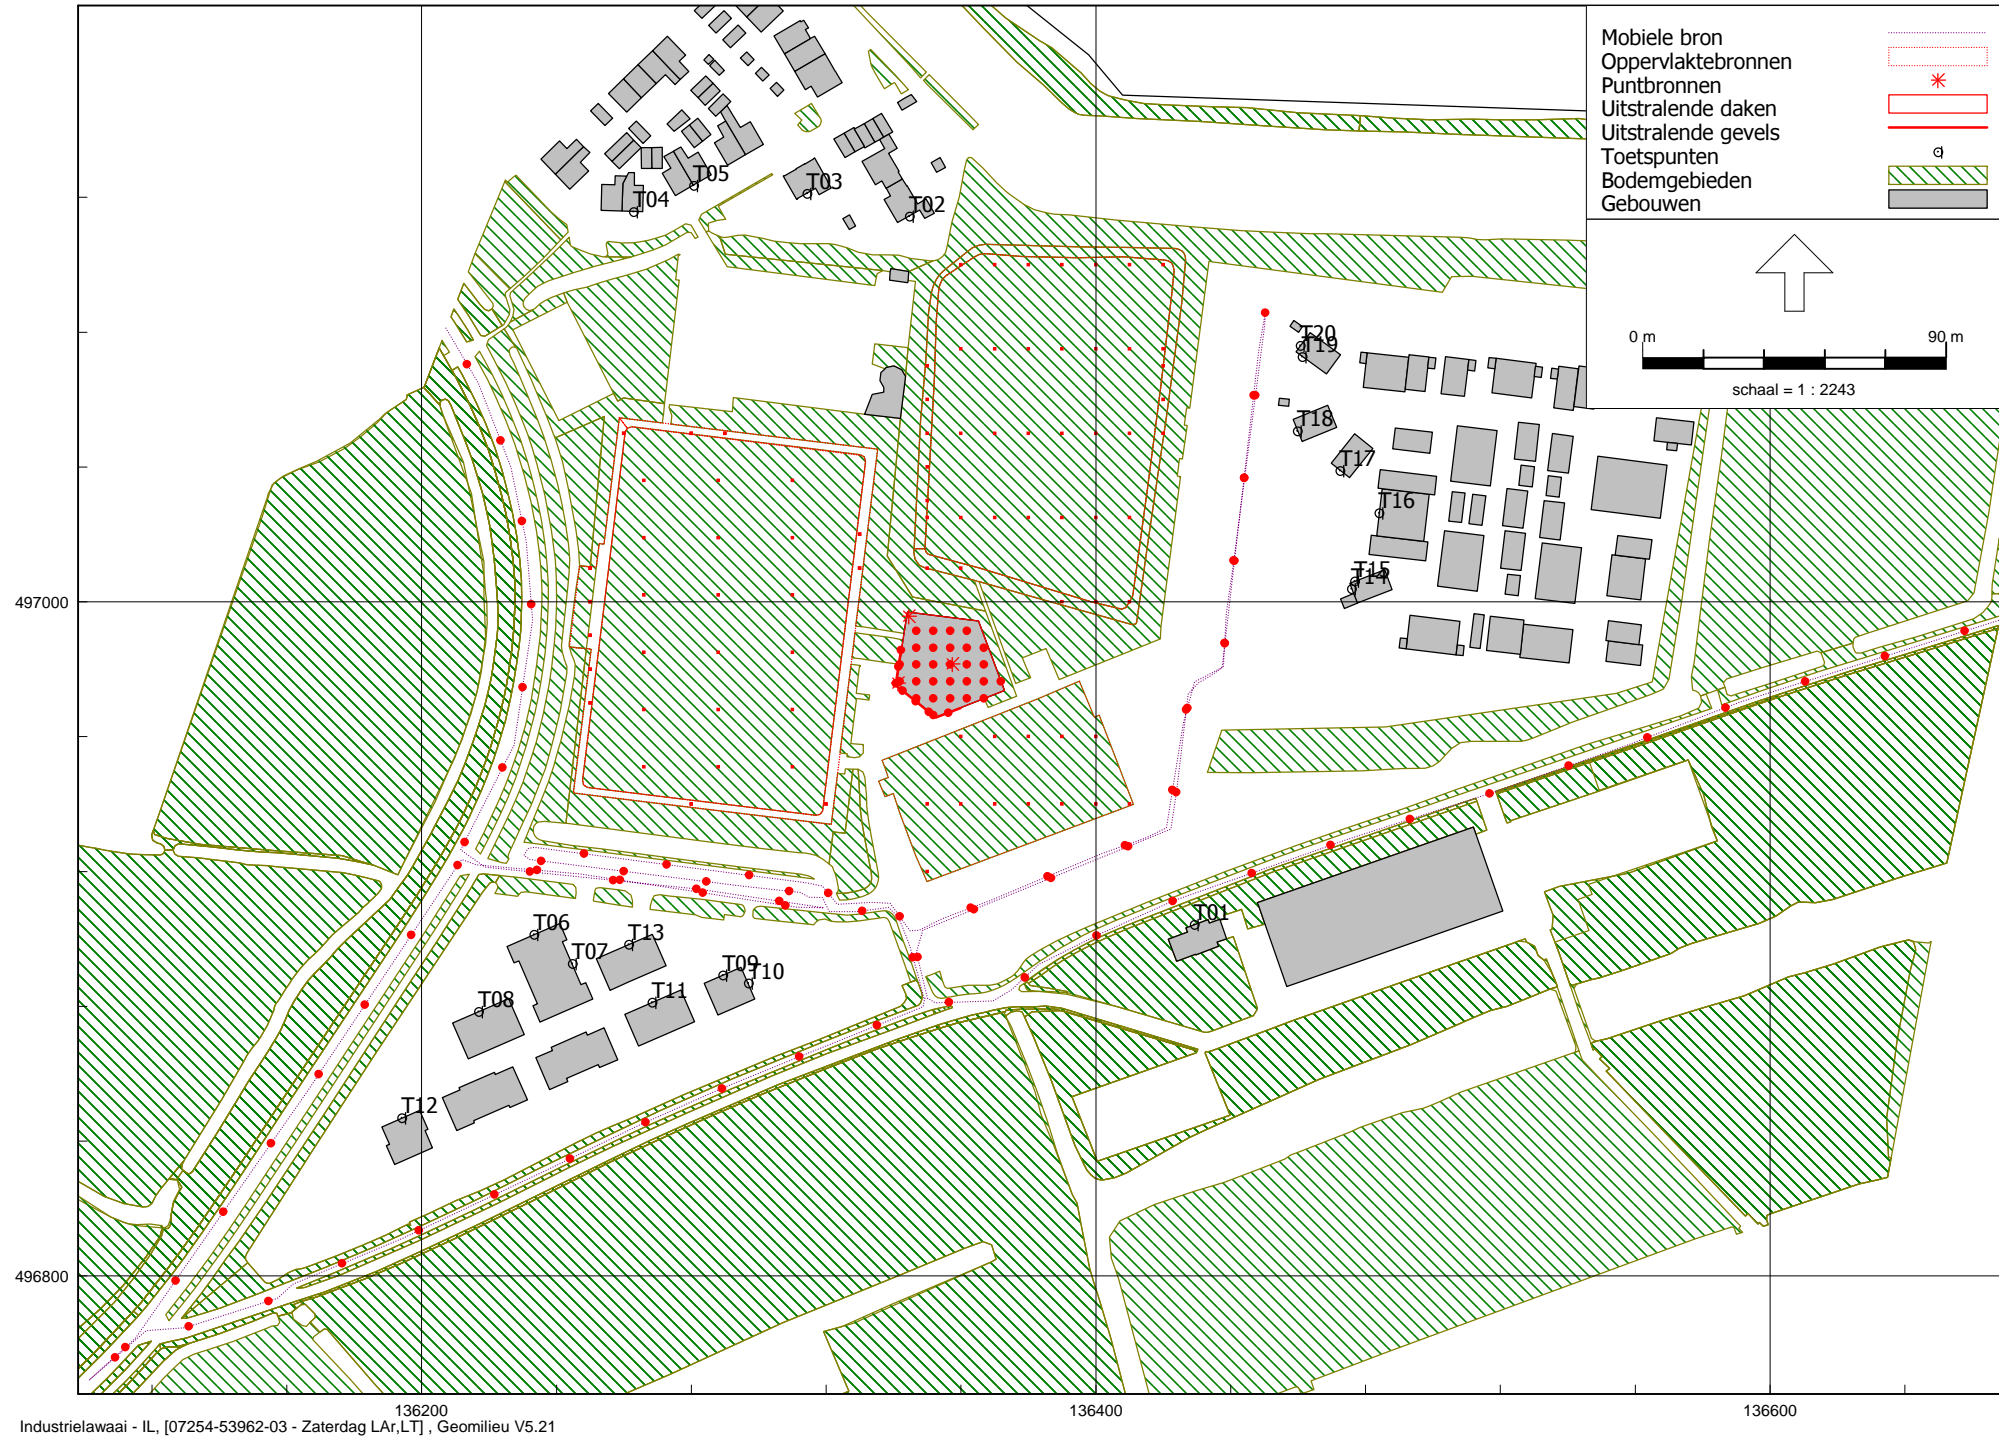 Mobiele bron
Oppervlaktebronnen
Puntbronnen
Uitstralende daken
Uitstralende gevels
Toetspunten
Bodemgebieden
Gebouwen
0 m
90 m
schaal = 1 : 2243
T05
T04
T03
T02
T20
T19
T18
T17
T16
T15
T14
497000
T01
T06
T07
T13
T09
T10
T08
T11
T12
496800
136200
136400
136600
Industrielawaai - IL, [07254-53962-03 - Zaterdag LAr,LT] , Geomilieu V5.21